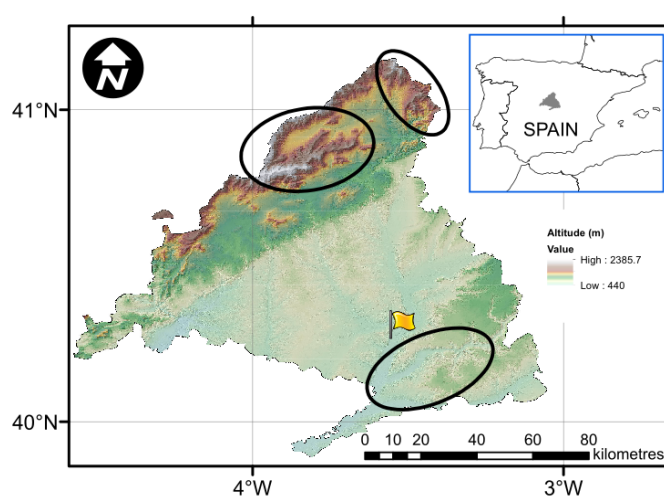 N
41°N
SPAIN
Altitude (m)
Value
High : 2385.7
Low : 440
40°N
0 10 20 40 60 80
kilometres
4°W 3°W